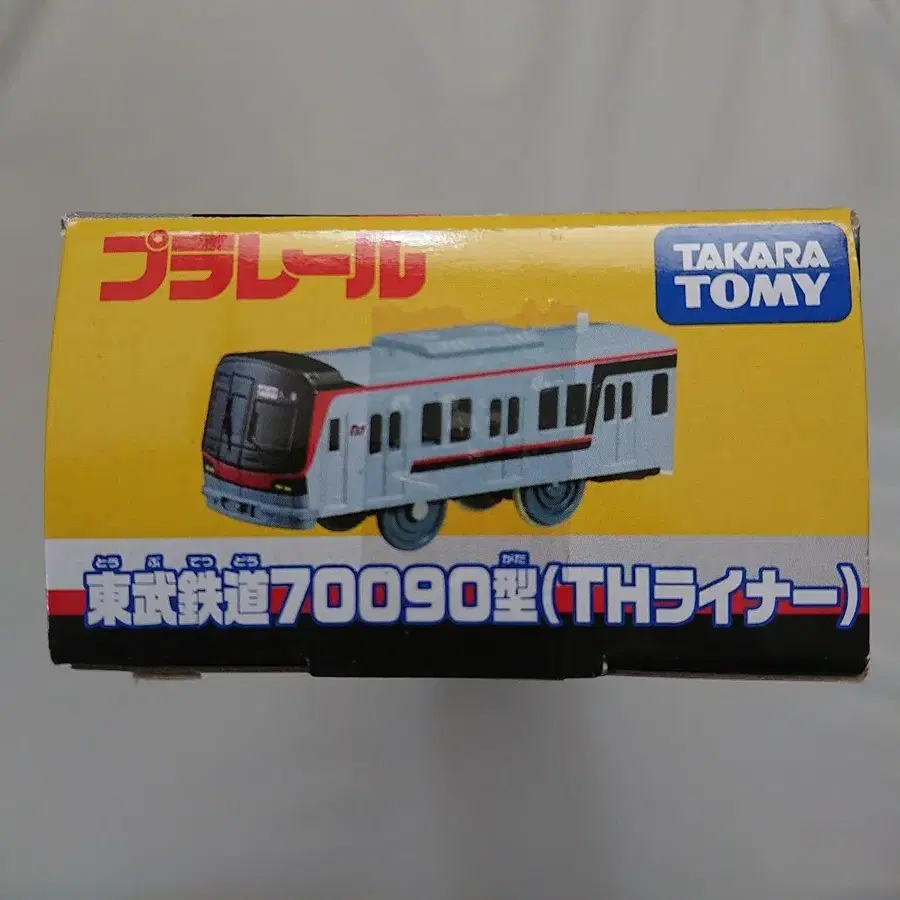 プラレール
TAKARA
TOMY
とう ぶ てつ どう がた
東武鉄道70090型(THライナー)